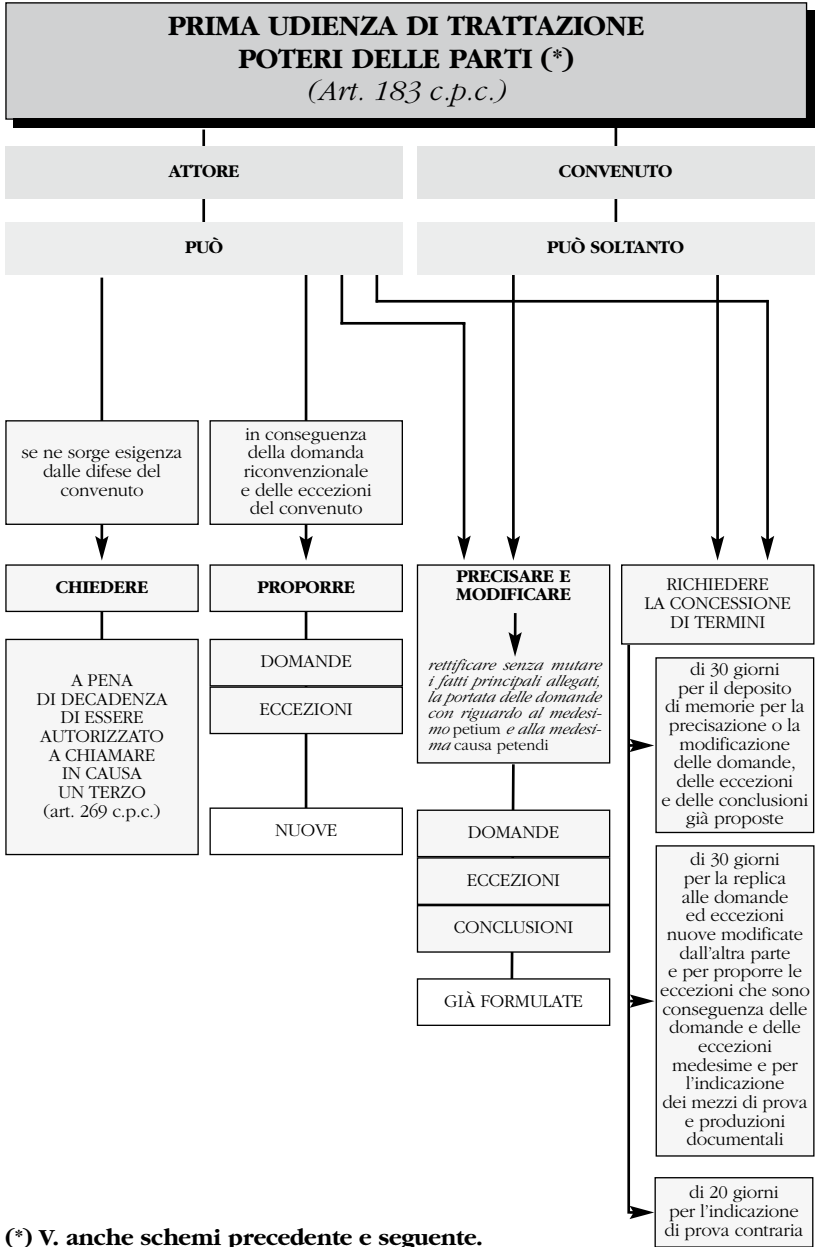 PRIMA UDIENZA DI TRATTAZIONE
POTERI DELLE PARTI (*)
(Art. 183 c.p.c.)
ATTORE
CONVENUTO
PUÒ
PUÒ SOLTANTO
se ne sorge esigenza
dalle difese del
convenuto
in conseguenza
della domanda
riconvenzionale
e delle eccezioni
del convenuto
CHIEDERE
PROPORRE
PRECISARE E
MODIFICARE
RICHIEDERE
LA CONCESSIONE
DI TERMINI
A PENA
DI DECADENZA
DI ESSERE
AUTORIZZATO
A CHIAMARE
IN CAUSA
UN TERZO
(art. 269 c.p.c.)
DOMANDE
ECCEZIONI
NUOVE
rettificare senza mutare
i fatti principali allegati,
la portata delle domande
con riguardo al medesi-
mo petium e alla medesi-
ma causa petendi
DOMANDE
ECCEZIONI
CONCLUSIONI
GIÀ FORMULATE
di 30 giorni
per il deposito
di memorie per la
precisazione o la
modificazione
delle domande,
delle eccezioni
e delle conclusioni
già proposte
di 30 giorni
per la replica
alle domande
ed eccezioni
nuove modificate
dall'altra parte
e per proporre le
eccezioni che sono
conseguenza delle
domande e delle
eccezioni
medesime e per
l'indicazione
dei mezzi di prova
e produzioni
documentali
di 20 giorni
per l'indicazione
di prova contraria
(*) V. anche schemi precedente e seguente.